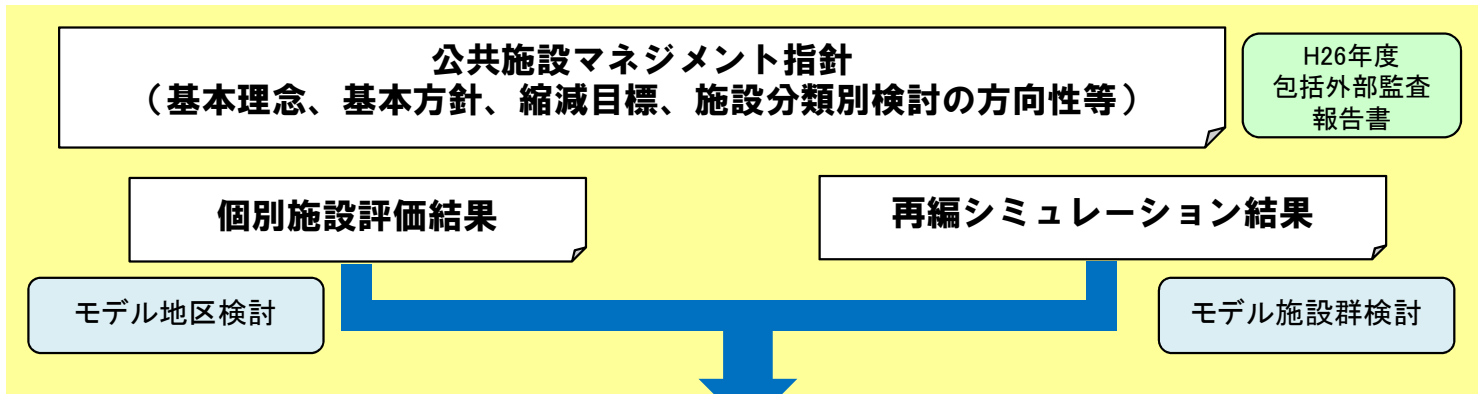 公共施設マネジメント指針
（基本理念、基本方針、縮減目標、施設分類別検討の方向性等）
H26年度
包括外部監査
報告書
個別施設評価結果
再編シミュレーション結果
モデル地区検討
モデル施設群検討